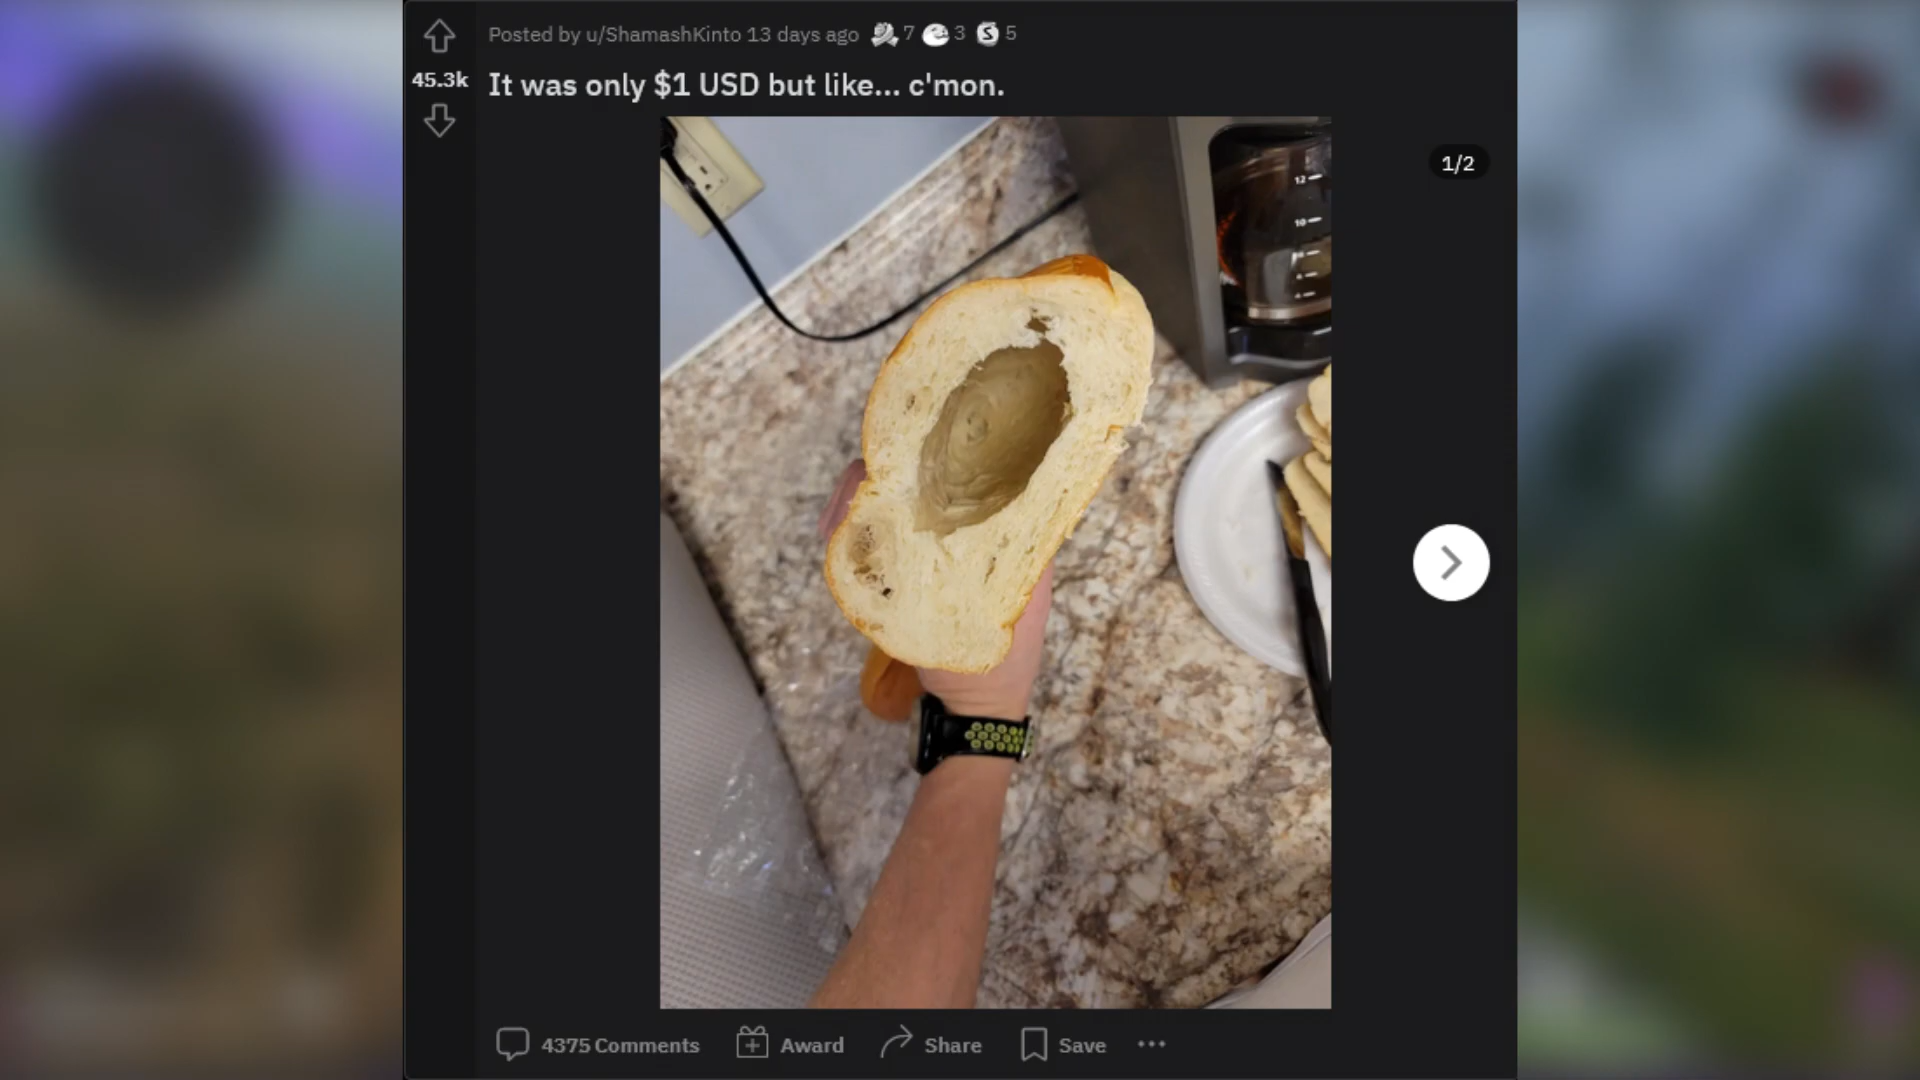 Posted by u/ShamashKinto 13 days ago 7 3 S 5
45.3k
It was only $1 USD but like... c'mon.
1/2
12
10
4375 Comments Award Share Save